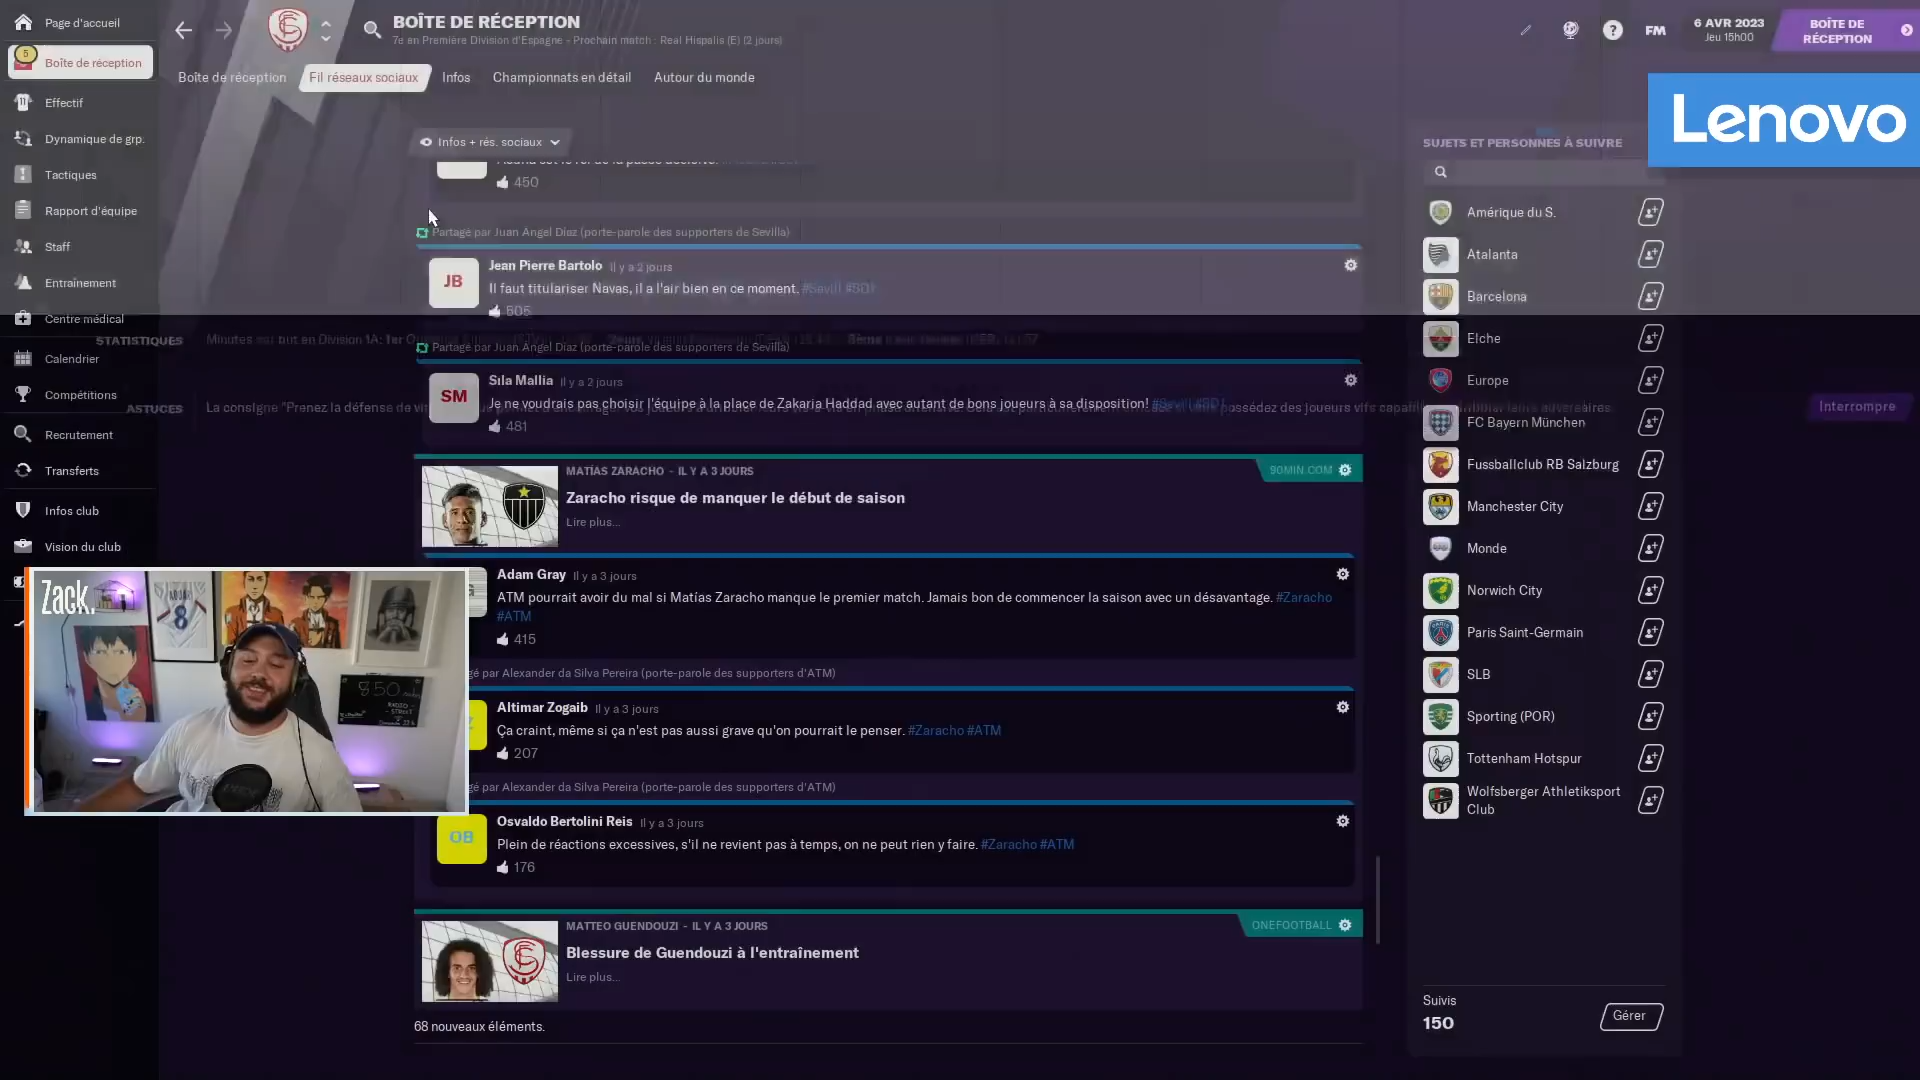 Page d'accueil
5
Boîte de réception
Effectif
Dynamique de grp.
Tactiques
Rapport d'équipe
Staff
Entraînement
Centre médical
Calendrier
Compétitions
Recrutement
Transferts
Infos club
Vision du club
BOÎTE DE RÉCEPTION
7e en Première Division d'Espagne - Prochain match : Real Hispalis (E) (2 jours)
FM
6 AVR 2023
Jeu 15h00
BOÎTE DE RÉCEPTION
Boîte de réception
Fil réseaux sociaux
Infos
Championnats en détail
Autour du monde
Lenovo
Infos + rés. sociaux
450
Partagé par Juan Ángel Díaz (porte-parole des supporters de Sevilla)
JB
Jean Pierre Bartolo Il y a 2 jours
Il faut titulariser Navas, il a l'air bien en ce moment.
505
STATISTIQUES
Partagé par Juan Ángel Díaz (porte-parole des supporters de Sevilla)
SM
Sila Mallia Il y a 2 jours
ASTUCES
Je ne voudrais pas choisir l'équipe à la place de Zakaria Haddad avec autant de bons joueurs à sa disposition!
481
Interrompre
MATÍAS ZARACHO - IL Y A 3 JOURS
90MIN.COM
Zaracho risque de manquer le début de saison
Lire plus...
Adam Gray Il y a 3 jours
ATM pourrait avoir du mal si Matías Zaracho manque le premier match. Jamais bon de commencer la saison avec un désavantage. #Zaracho
#ATM
415
gé par Alexander da Silva Pereira (porte-parole des supporters d'ATM)
Altimar Zogaib Il y a 3 jours
Ça craint, même si ça n'est pas aussi grave qu'on pourrait le penser. #Zaracho #ATM
207
gé par Alexander da Silva Pereira (porte-parole des supporters d'ATM)
OB
Osvaldo Bertolini Reis Il y a 3 jours
Plein de réactions excessives, s'il ne revient pas à temps, on ne peut rien y faire. #Zaracho #ATM
176
MATTEO GUENDOUZI - IL Y A 3 JOURS
ONEFOOTBALL
Blessure de Guendouzi à l'entraînement
Lire plus...
68 nouveaux éléments.
SUJETS ET PERSONNES À SUIVRE
Amérique du S.
Atalanta
Barcelona
Elche
Europe
FC Bayern München
Fussballclub RB Salzburg
Manchester City
Monde
Norwich City
Paris Saint-Germain
SLB
Sporting (POR)
Tottenham Hotspur
Wolfsberger Athletiksport
Club
Suivis
150
Gérer
Zack.
8
850